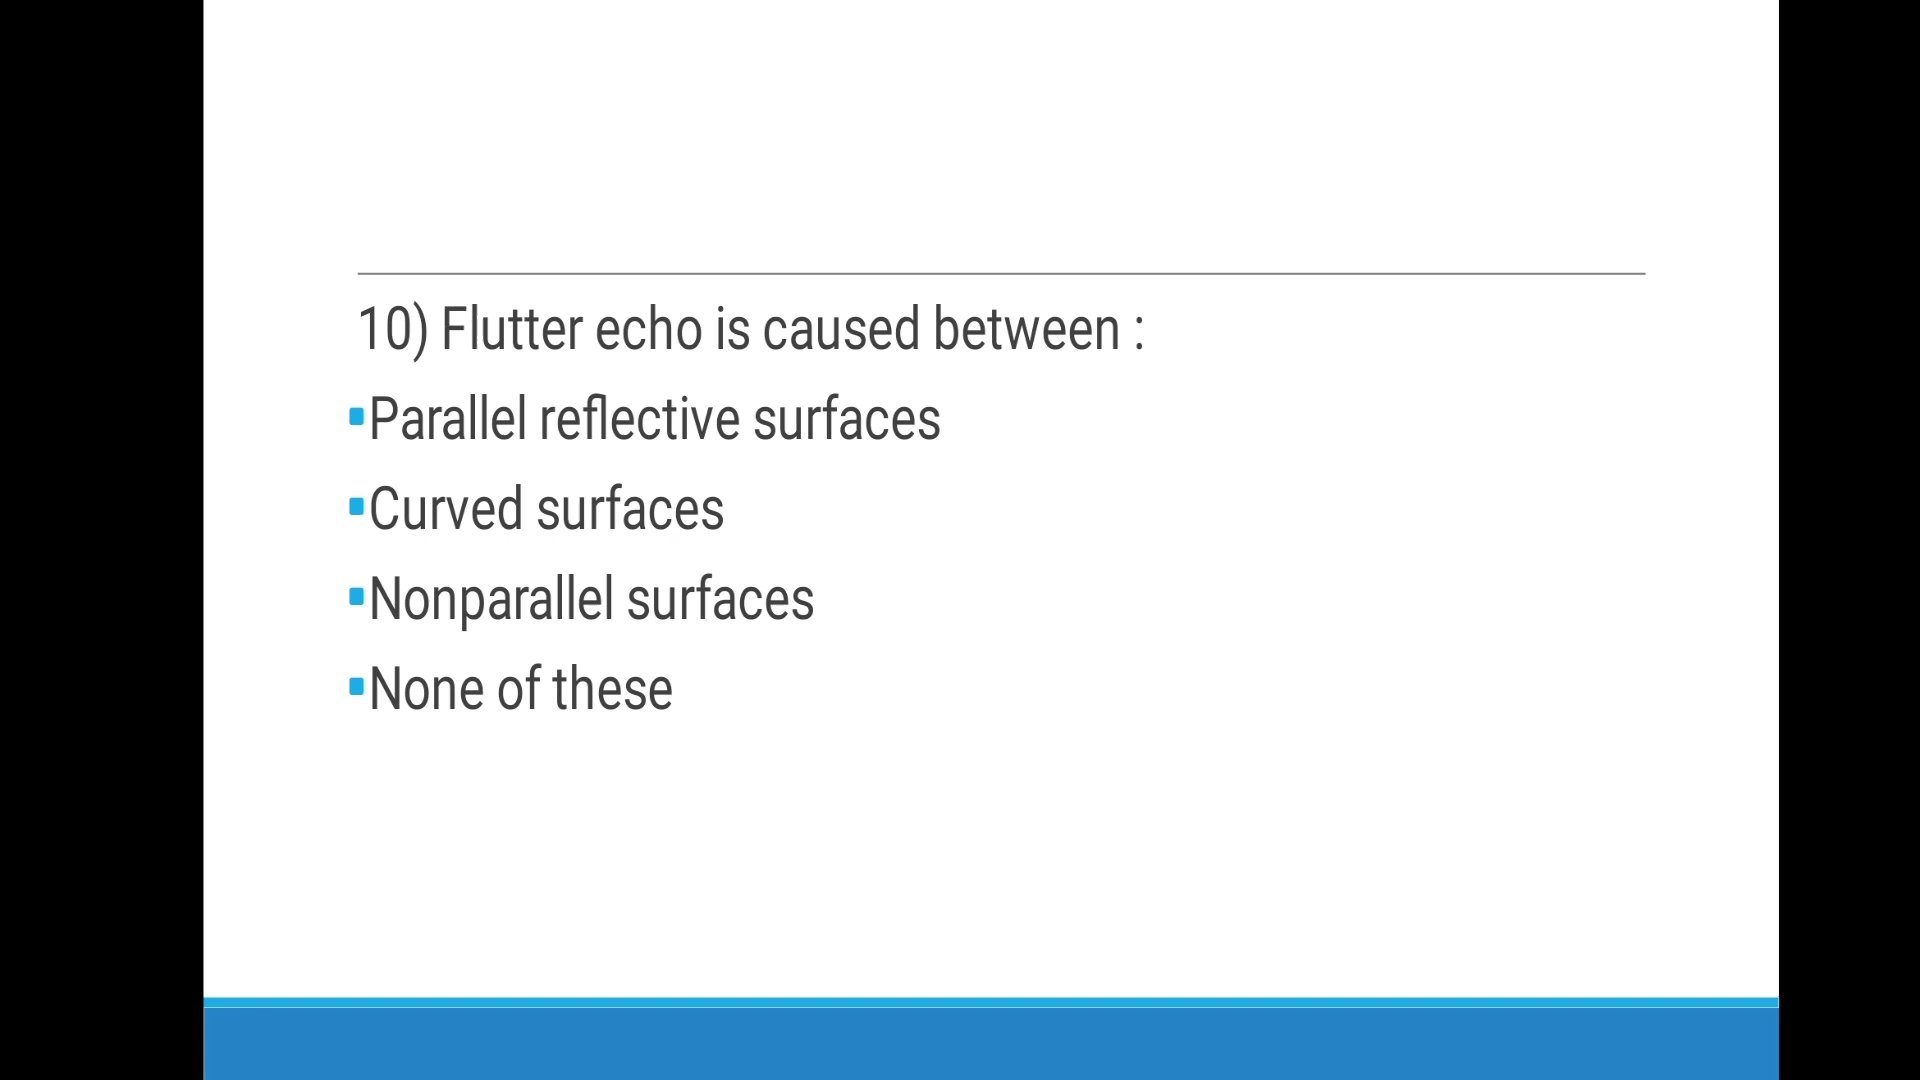 10) Flutter echo is caused between :
▪Parallel reflective surfaces
▪Curved surfaces
▪Nonparallel surfaces
▪None of these